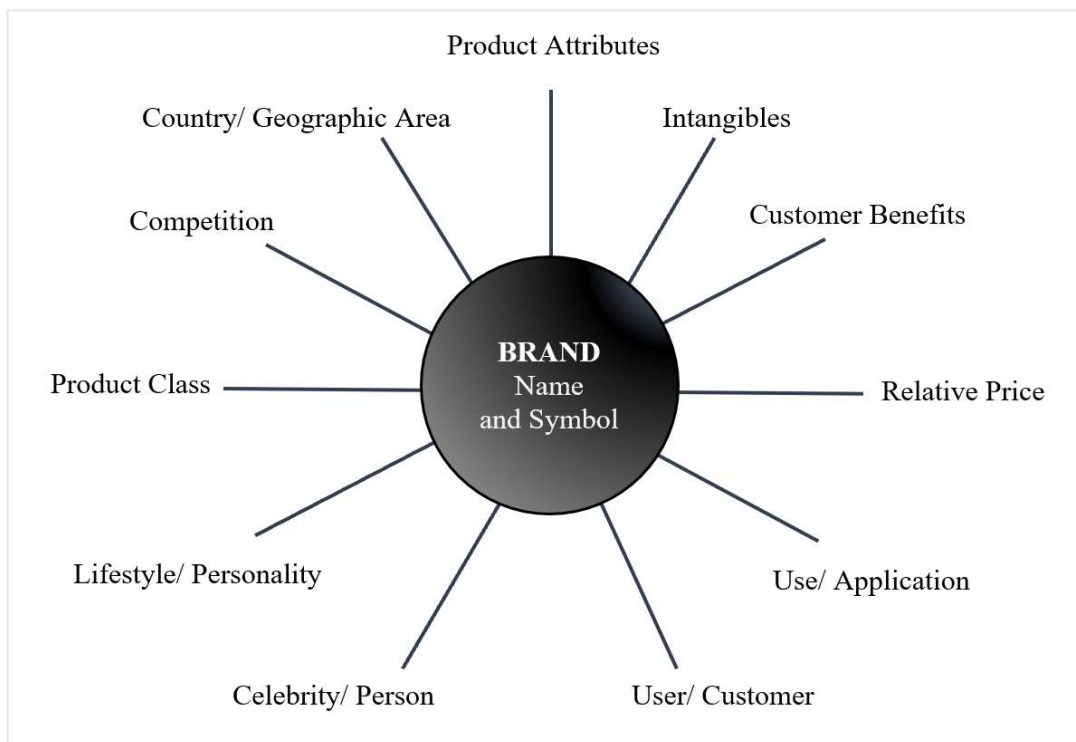 Product Attributes
Country/ Geographic Area
Intangibles
Competition
Customer Benefits
BRAND
Name
and Symbol
Product Class
Relative Price
Lifestyle/ Personality
Use/ Application
Celebrity/ Person
User/ Customer